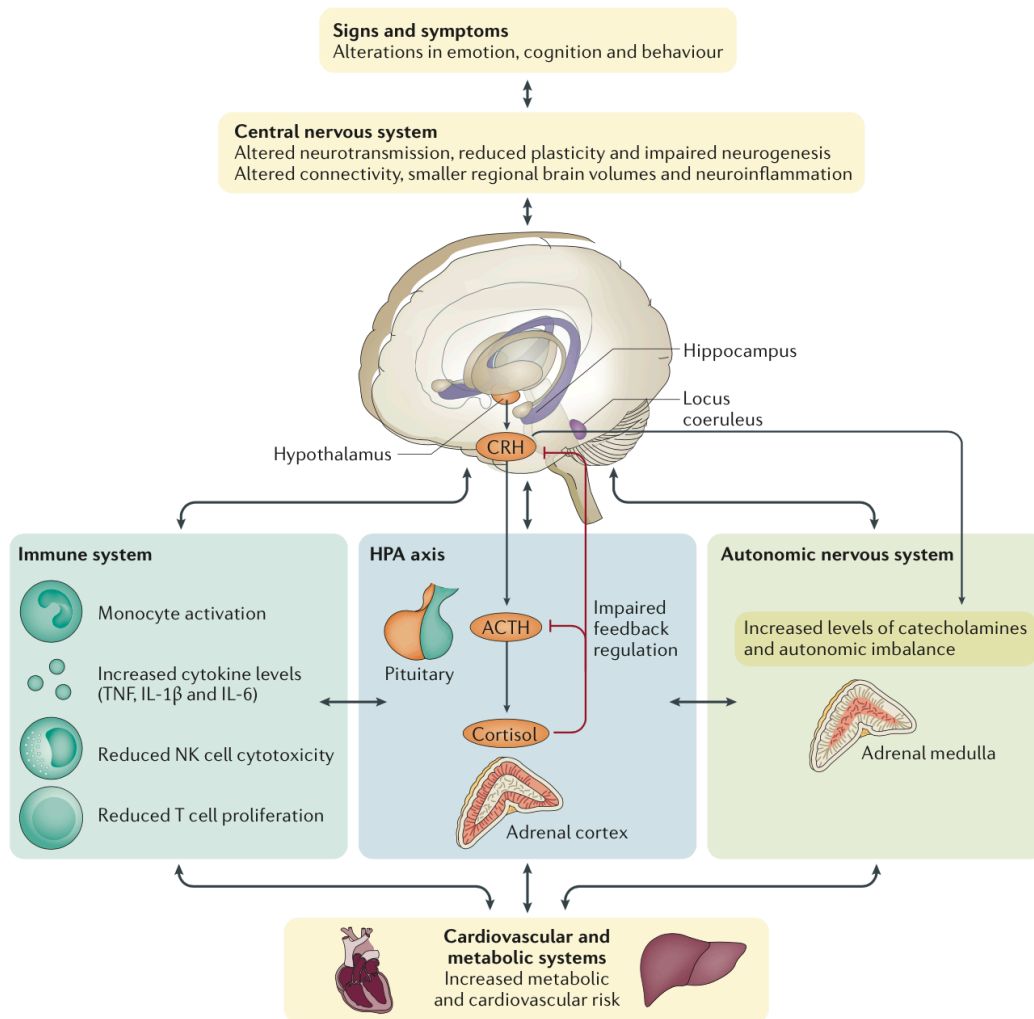 Signs and symptoms
Alterations in emotion, cognition and behaviour
Central nervous system
Altered neurotransmission, reduced plasticity and impaired neurogenesis
Altered connectivity, smaller regional brain volumes and neuroinflammation
Hippocampus
Locus
coeruleus
Hypothalamus
CRH
Immune system
Monocyte activation
Increased cytokine levels
(TNF, IL-1β and IL-6)
Reduced NK cell cytotoxicity
Reduced T cell proliferation
HPA axis
Pituitary
ACTH
Impaired
feedback
regulation
Cortisol
Adrenal cortex
Autonomic nervous system
Increased levels of catecholamines
and autonomic imbalance
Adrenal medulla
Cardiovascular and
metabolic systems
Increased metabolic
and cardiovascular risk